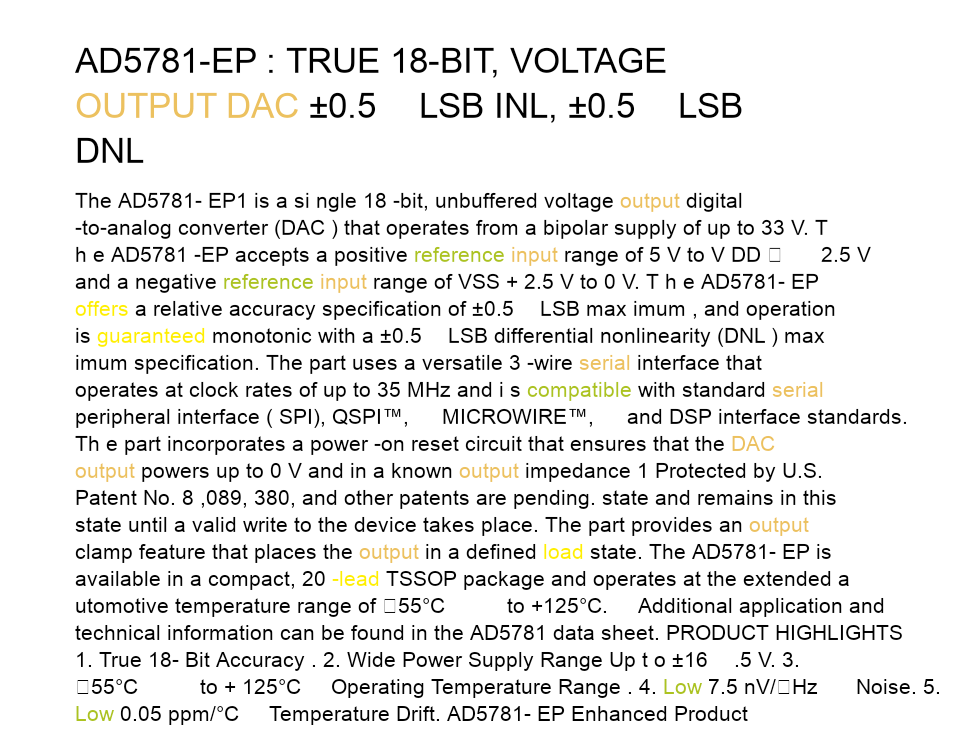 AD5781-EP : TRUE 18-BIT, VOLTAGE
OUTPUT DAC ±0.5 LSB INL, ±0.5 LSB
DNL
The AD5781- EP1 is a si ngle 18 -bit, unbuffered voltage output digital
-to-analog converter (DAC ) that operates from a bipolar supply of up to 33 V. T
h e AD5781 -EP accepts a positive reference input range of 5 V to V DD □ 2.5 V
and a negative reference input range of VSS + 2.5 V to 0 V. T h e AD5781- EP
offers a relative accuracy specification of ±0.5 LSB max imum , and operation
is guaranteed monotonic with a ±0.5 LSB differential nonlinearity (DNL ) max
imum specification. The part uses a versatile 3 -wire serial interface that
operates at clock rates of up to 35 MHz and i s compatible with standard serial
peripheral interface ( SPI), QSPI™, MICROWIRE™, and DSP interface standards.
Th e part incorporates a power -on reset circuit that ensures that the DAC
output powers up to 0 V and in a known output impedance 1 Protected by U.S.
Patent No. 8 ,089, 380, and other patents are pending. state and remains in this
state until a valid write to the device takes place. The part provides an output
clamp feature that places the output in a defined load state. The AD5781- EP is
available in a compact, 20 -lead TSSOP package and operates at the extended a
utomotive temperature range of □55°C to +125°C. Additional application and
technical information can be found in the AD5781 data sheet. PRODUCT HIGHLIGHTS
1. True 18- Bit Accuracy . 2. Wide Power Supply Range Up t o ±16 .5 V. 3.
□55°C to + 125°C Operating Temperature Range . 4. Low 7.5 nV/□Hz Noise. 5.
Low 0.05 ppm/°C Temperature Drift. AD5781- EP Enhanced Product